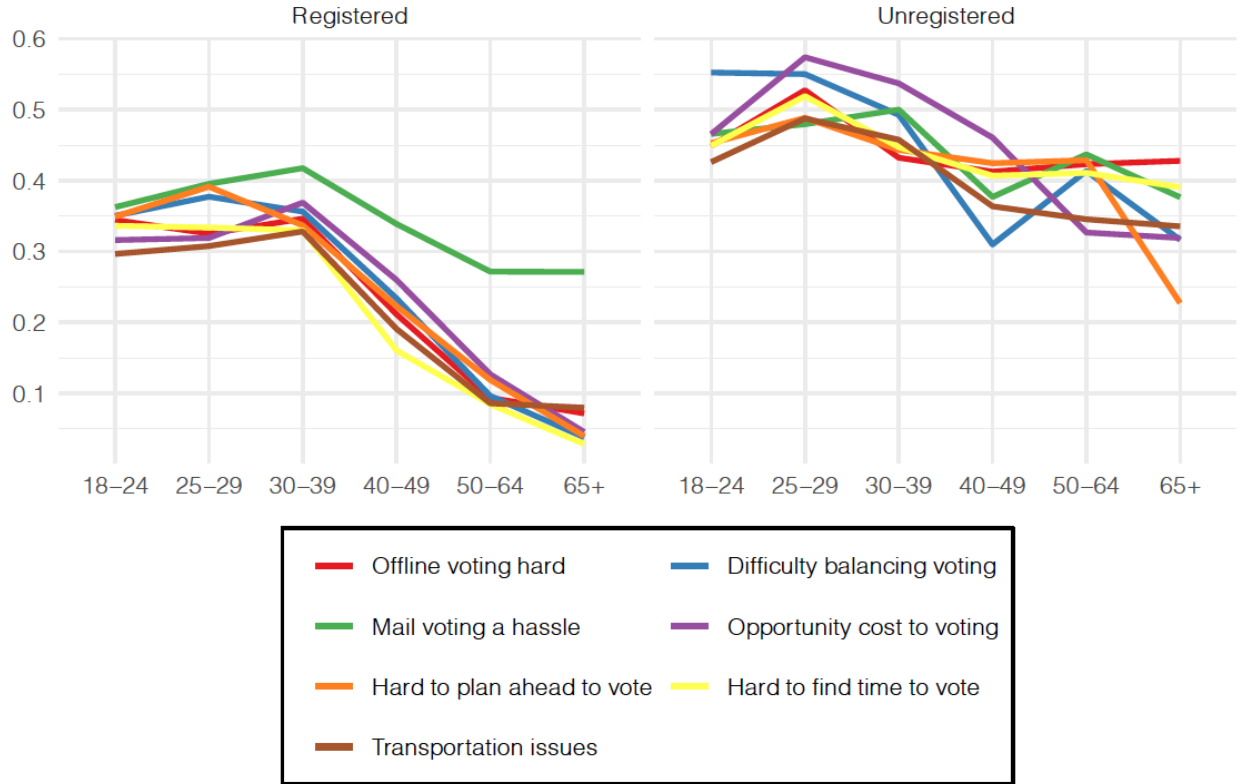 Registered
Unregistered
0.6
0.5
0.4
0.3
0.2
0.1
18–24 25–29 30–39 40–49 50–64 65+
18–24 25–29 30–39 40–49 50–64 65+
Offline voting hard
Difficulty balancing voting
Mail voting a hassle
Opportunity cost to voting
Hard to plan ahead to vote
Hard to find time to vote
Transportation issues